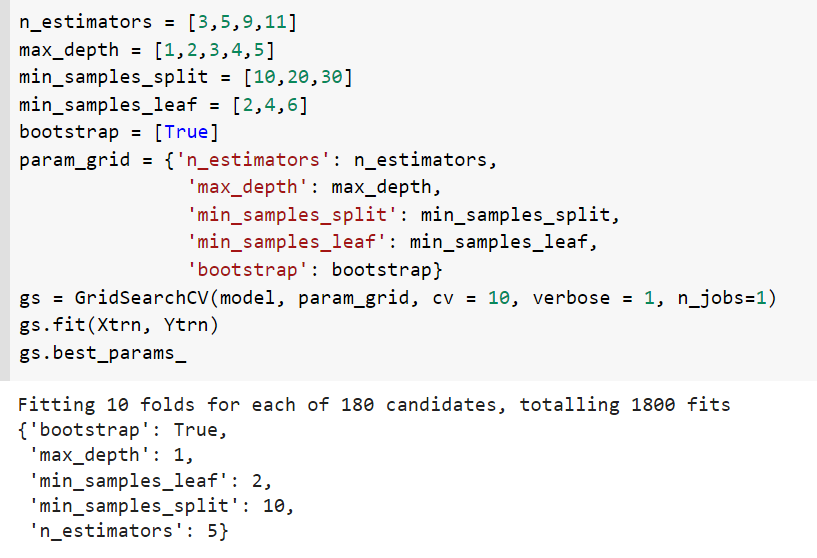 n_estimators = [3,5,9,11]
max_depth = [1,2,3,4,5]
min_samples_split = [10,20,30]
min_samples_leaf = [2,4,6]
bootstrap = [True]
param_grid = {'n_estimators': n_estimators,
               'max_depth': max_depth,
               'min_samples_split': min_samples_split,
               'min_samples_leaf': min_samples_leaf,
               'bootstrap': bootstrap}
gs = GridSearchCV(model, param_grid, cv = 10, verbose = 1, n_jobs=1)
gs.fit(Xtrn, Ytrn)
gs.best_params_
Fitting 10 folds for each of 180 candidates, totalling 1800 fits
{'bootstrap': True,
 'max_depth': 1,
 'min_samples_leaf': 2,
 'min_samples_split': 10,
 'n_estimators': 5}